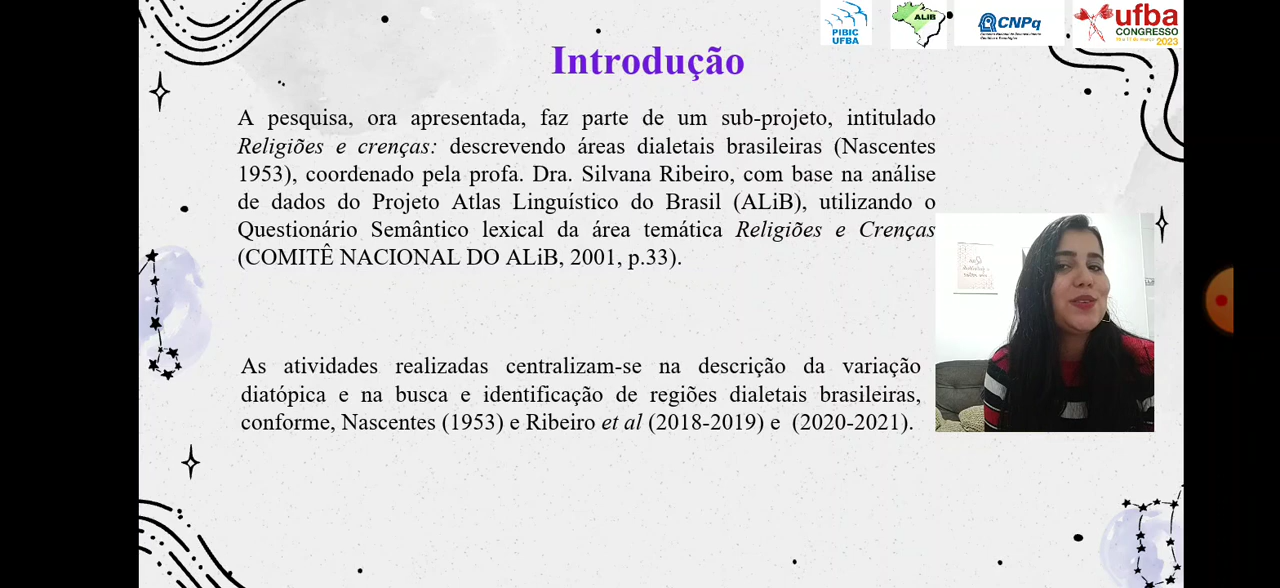 PIBIC
UFBA
ALiB
CNPq
ufba
CONGRESSO
2023
Introdução
A pesquisa, ora apresentada, faz parte de um sub-projeto, intitulado
Religiões e crenças: descrevendo áreas dialetais brasileiras (Nascentes
1953), coordenado pela profa. Dra. Silvana Ribeiro, com base na análise
de dados do Projeto Atlas Linguístico do Brasil (ALiB), utilizando o
Questionário Semântico lexical da área temática Religiões e Crenças
(COMITÊ NACIONAL DO ALiB, 2001, p.33).
As atividades realizadas centralizam-se na descrição da variação
diatópica e na busca e identificação de regiões dialetais brasileiras,
conforme, Nascentes (1953) e Ribeiro et al (2018-2019) e (2020-2021).